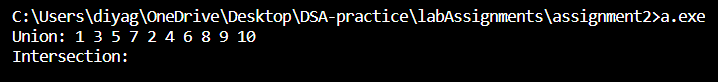 C:\Users\diyag\OneDrive\Desktop\DSA-practice\labAssignments\assignment2>a.exe
Union: 1 3 5 7 2 4 6 8 9 10
Intersection: